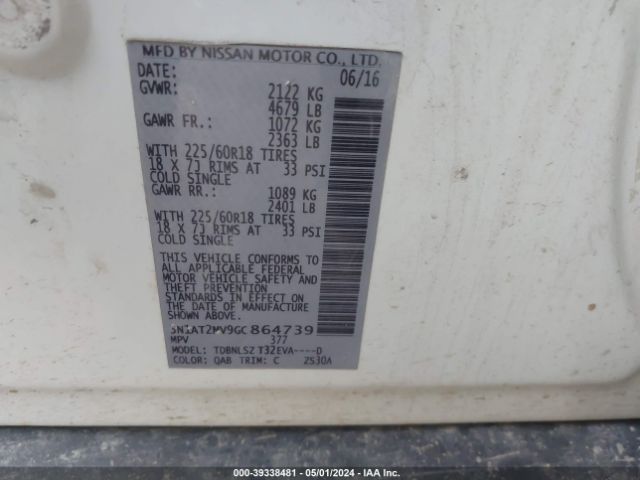 MFD BY NISSAN MOTOR CO., LTD.
DATE: 06/16
GVWR: 2122 KG
4679 LB
GAWR FR.: 1072 KG
2363 LB
WITH 225/60R18 TIRES
18 X 7J RIMS AT 33 PSI
COLD SINGLE
GAWR RR.: 1089 KG
2401 LB
WITH 225/60R18 TIRES
18 X 7J RIMS AT 33 PSI
COLD SINGLE
THIS VEHICLE CONFORMS TO
ALL APPLICABLE FEDERAL
MOTOR VEHICLE SAFETY AND
THEFT PREVENTION
STANDARDS IN EFFECT ON
THE DATE OF MANUFACTURE
SHOWN ABOVE.
5N1AT2MV9GC864739
MPV 377
MODEL: TDBNLSZ T32EVA----D
COLOR: QAB TRIM: C 2530A
000-39338481 - 05/01/2024 - IAA Inc.